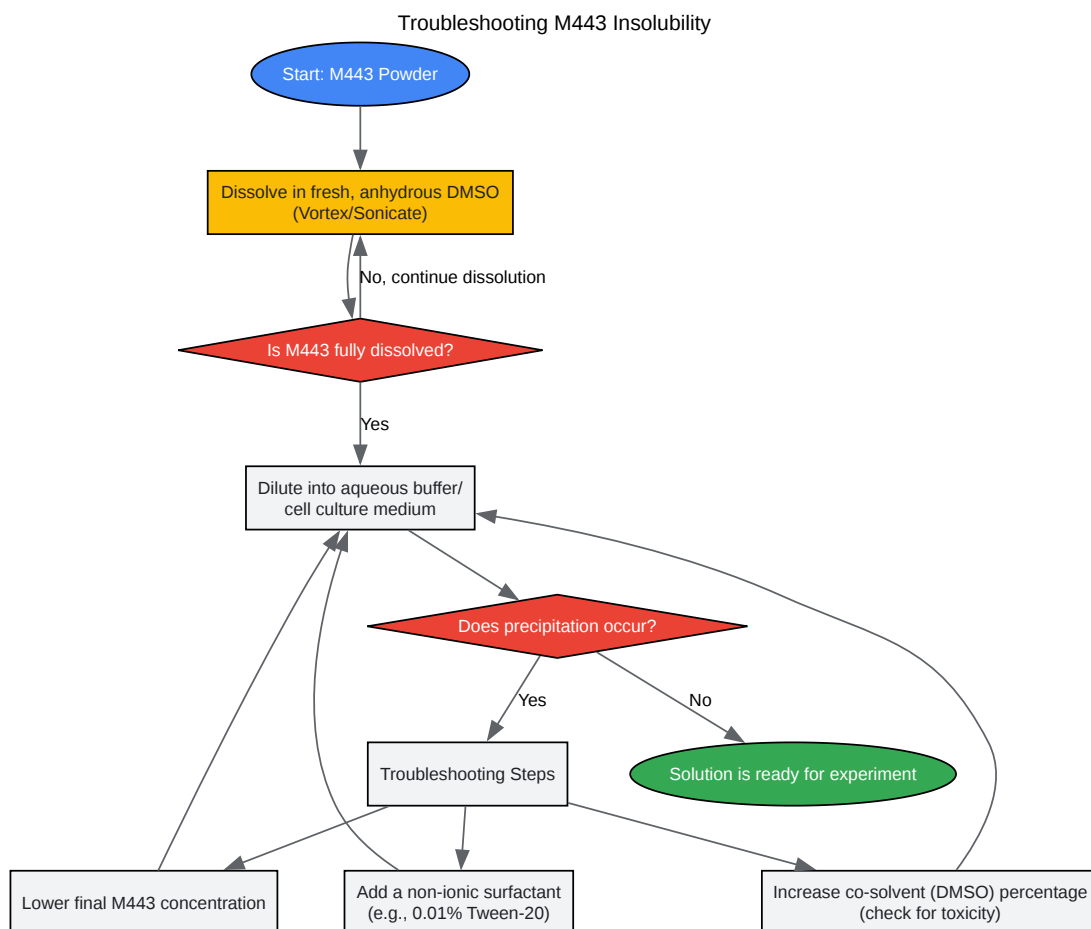 Troubleshooting M443 Insolubility
Start: M443 Powder
Dissolve in fresh, anhydrous DMSO
(Vortex/Sonicate)
No, continue dissolution
Is M443 fully dissolved?
Yes
Dilute into aqueous buffer/
cell culture medium
Does precipitation occur?
Yes
No
Troubleshooting Steps
Solution is ready for experiment
Lower final M443 concentration
Add a non-ionic surfactant
(e.g., 0.01% Tween-20)
Increase co-solvent (DMSO) percentage
(check for toxicity)